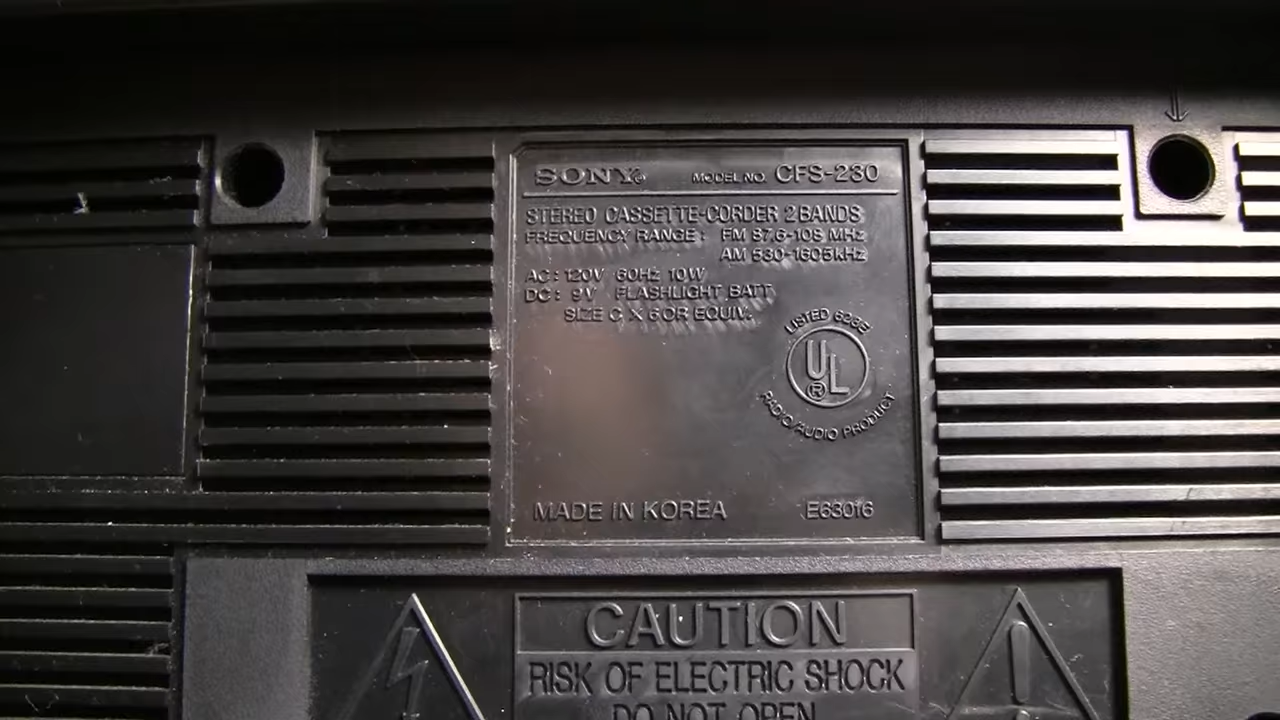 SONY® MODEL NO. CFS-230
STEREO CASSETTE-CORDER 2 BANDS
FREQUENCY RANGE: FM 87.6-108 MHz
AM 530-1605kHz
AC: 120V 60Hz 10W
DC: 9V FLASHLIGHT BATT
SIZE C X 6 OR EQUIV.
LISTED 628E
UL®
RADIO/AUDIO PRODUCT
MADE IN KOREA E63016
CAUTION
RISK OF ELECTRIC SHOCK
DO NOT OPEN